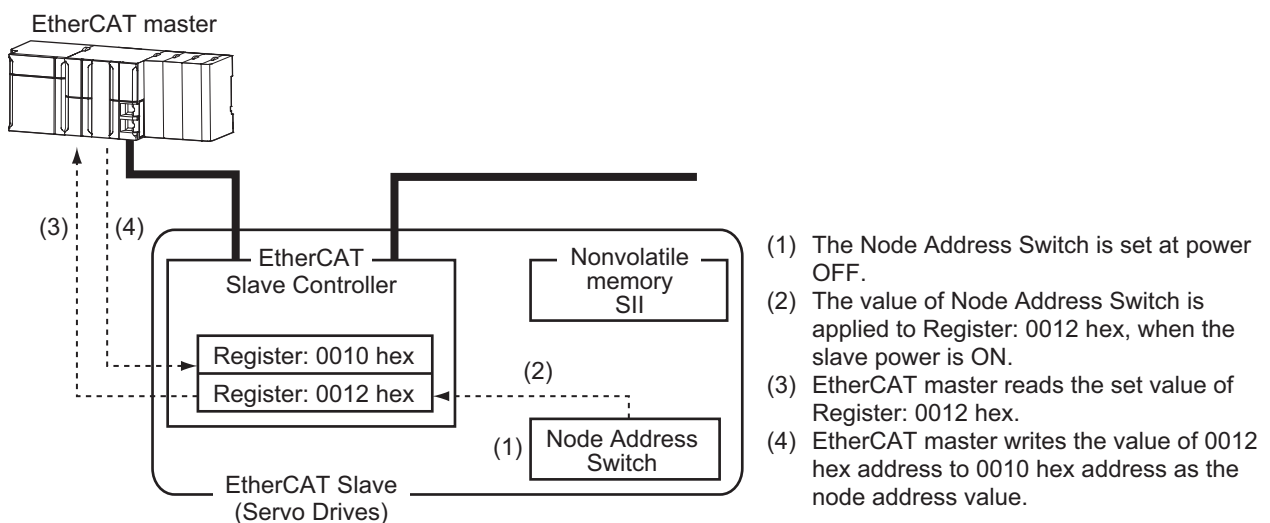 EtherCAT master
(3)
(4)
EtherCAT
Slave Controller
Nonvolatile
memory
SII
Register: 0010 hex
Register: 0012 hex
(2)
(1)
Node Address
Switch
EtherCAT Slave
(Servo Drives)
(1) The Node Address Switch is set at power
OFF.
(2) The value of Node Address Switch is
applied to Register: 0012 hex, when the
slave power is ON.
(3) EtherCAT master reads the set value of
Register: 0012 hex.
(4) EtherCAT master writes the value of 0012
hex address to 0010 hex address as the
node address value.